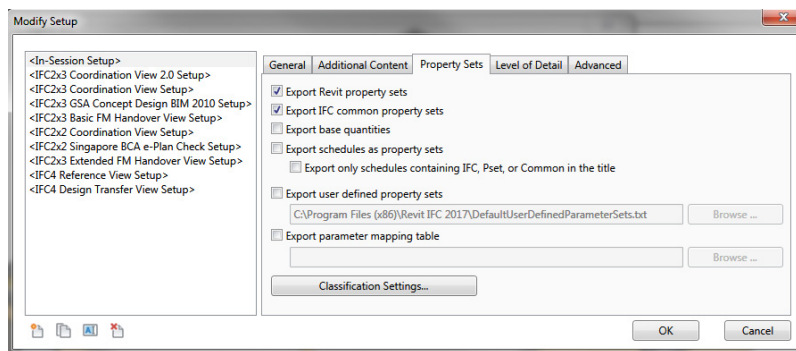 Modify Setup
<In-Session Setup>
<IFC2x3 Coordination View 2.0 Setup>
<IFC2x3 Coordination View Setup>
<IFC2x3 GSA Concept Design BIM 2010 Setup>
<IFC2x3 Basic FM Handover View Setup>
<IFC2x2 Coordination View Setup>
<IFC2x2 Singapore BCA e-Plan Check Setup>
<IFC2x3 Extended FM Handover View Setup>
<IFC4 Reference View Setup>
<IFC4 Design Transfer View Setup>
General Additional Content Property Sets Level of Detail Advanced
Export Revit property sets
Export IFC common property sets
Export base quantities
Export schedules as property sets
Export only schedules containing IFC, Pset, or Common in the title
Export user defined property sets
C:\Program Files (x86)\Revit IFC 2017\DefaultUserDefinedParameterSets.txt Browse ...
Export parameter mapping table
Browse ...
Classification Settings...
AI
OK Cancel